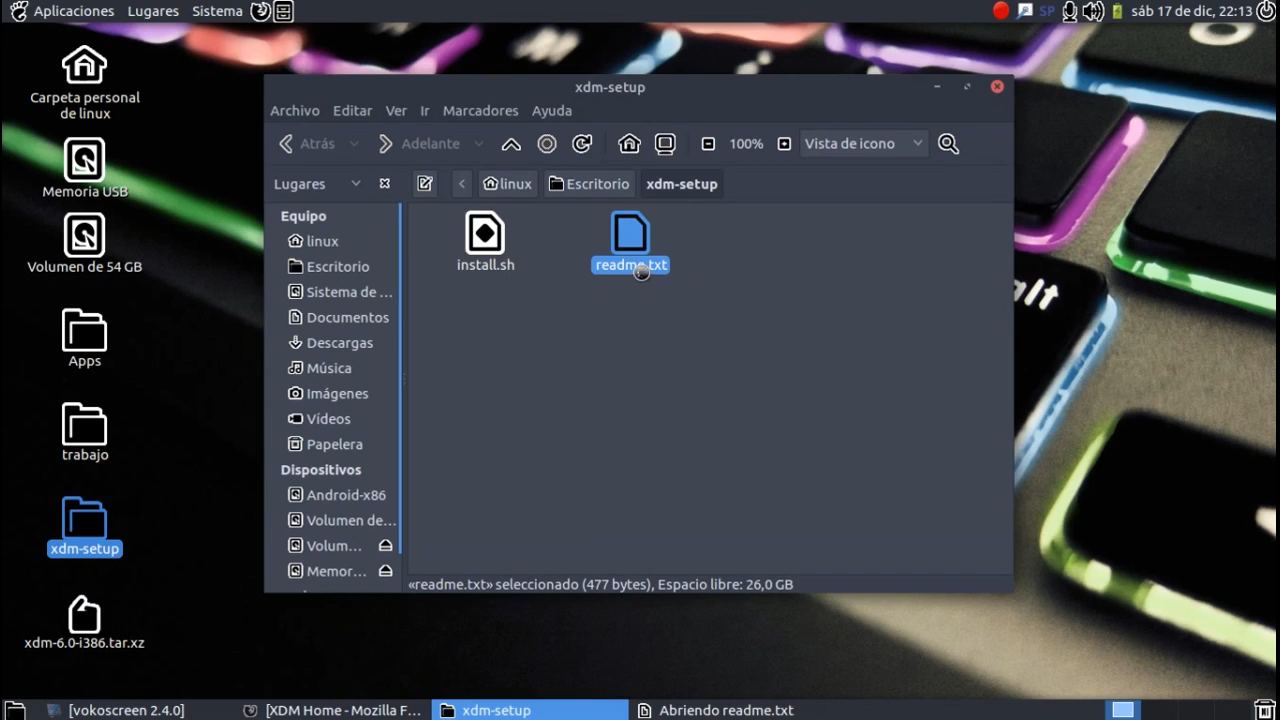 Aplicaciones Lugares Sistema
SP sáb 17 de dic, 22:13
Carpeta personal
de linux
Memoria USB
Volumen de 54 GB
Apps
trabajo
xdm-setup
xdm-6.0-i386.tar.xz
xdm-setup
Archivo Editar Ver Ir Marcadores Ayuda
Atrás Adelante 100% Vista de icono
Lugares linux Escritorio xdm-setup
Equipo
linux
Escritorio
Sistema de ...
Documentos
Descargas
Música
Imágenes
Vídeos
Papelera
Dispositivos
Android-x86
Volumen de...
Volum...
Memor...
install.sh
readme.txt
«readme.txt» seleccionado (477 bytes), Espacio libre: 26,0 GB
alt
[vokoscreen 2.4.0] [XDM Home - Mozilla F... xdm-setup Abriendo readme.txt